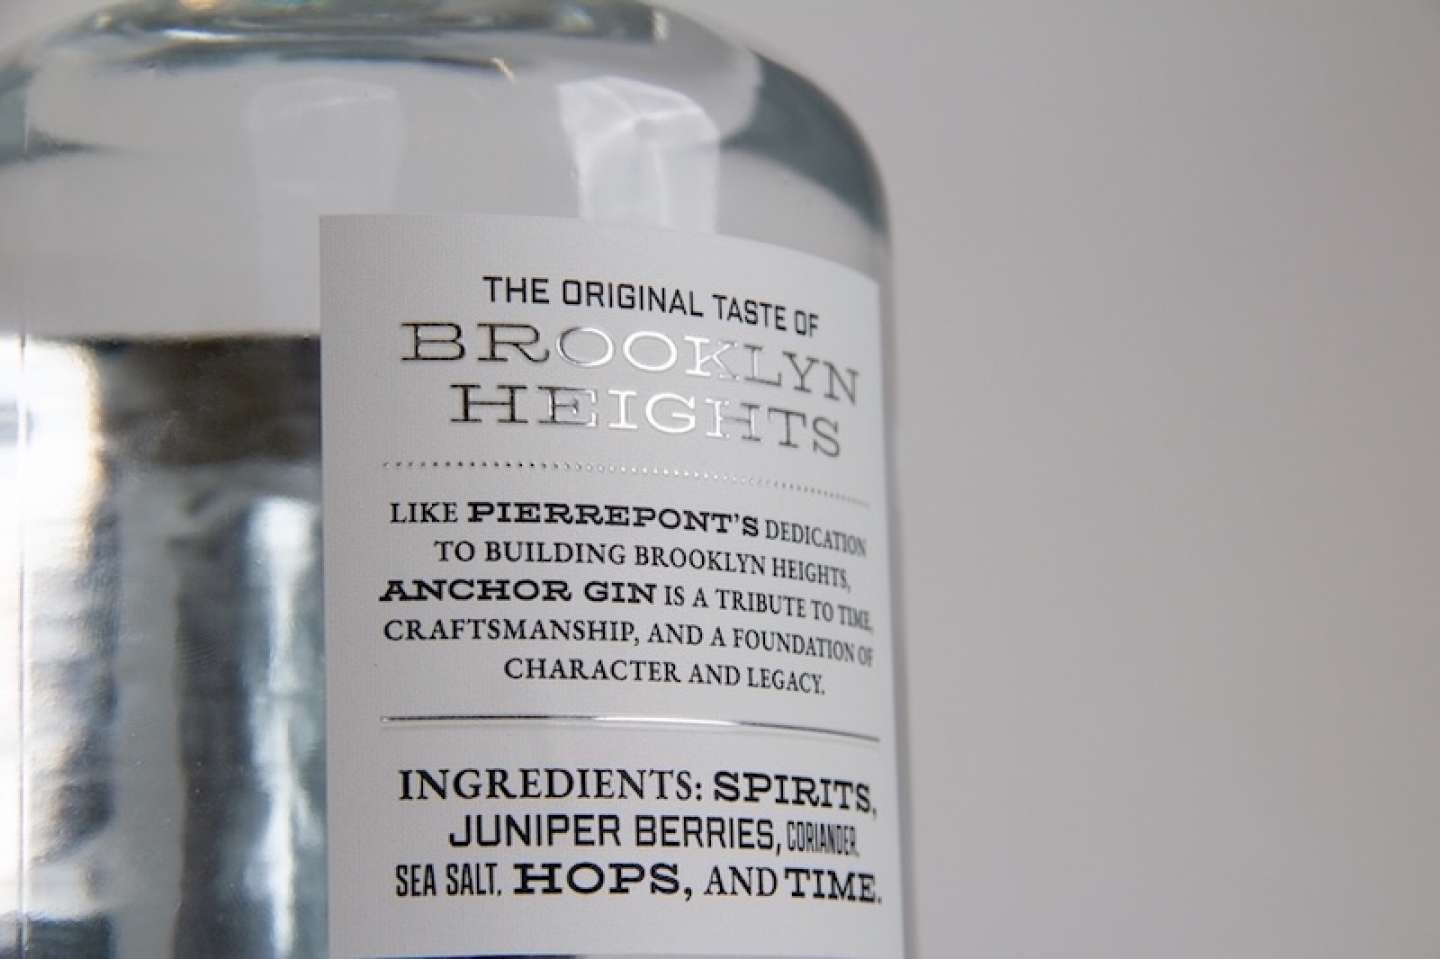 THE ORIGINAL TASTE OF
BROOKLYN
HEIGHTS
LIKE PIERREPONT'S DEDICATION
TO BUILDING BROOKLYN HEIGHTS,
ANCHOR GIN IS A TRIBUTE TO TIME,
CRAFTSMANSHIP, AND A FOUNDATION OF
CHARACTER AND LEGACY.
INGREDIENTS: SPIRITS,
JUNIPER BERRIES, CORIANDER,
SEA SALT, HOPS, AND TIME.